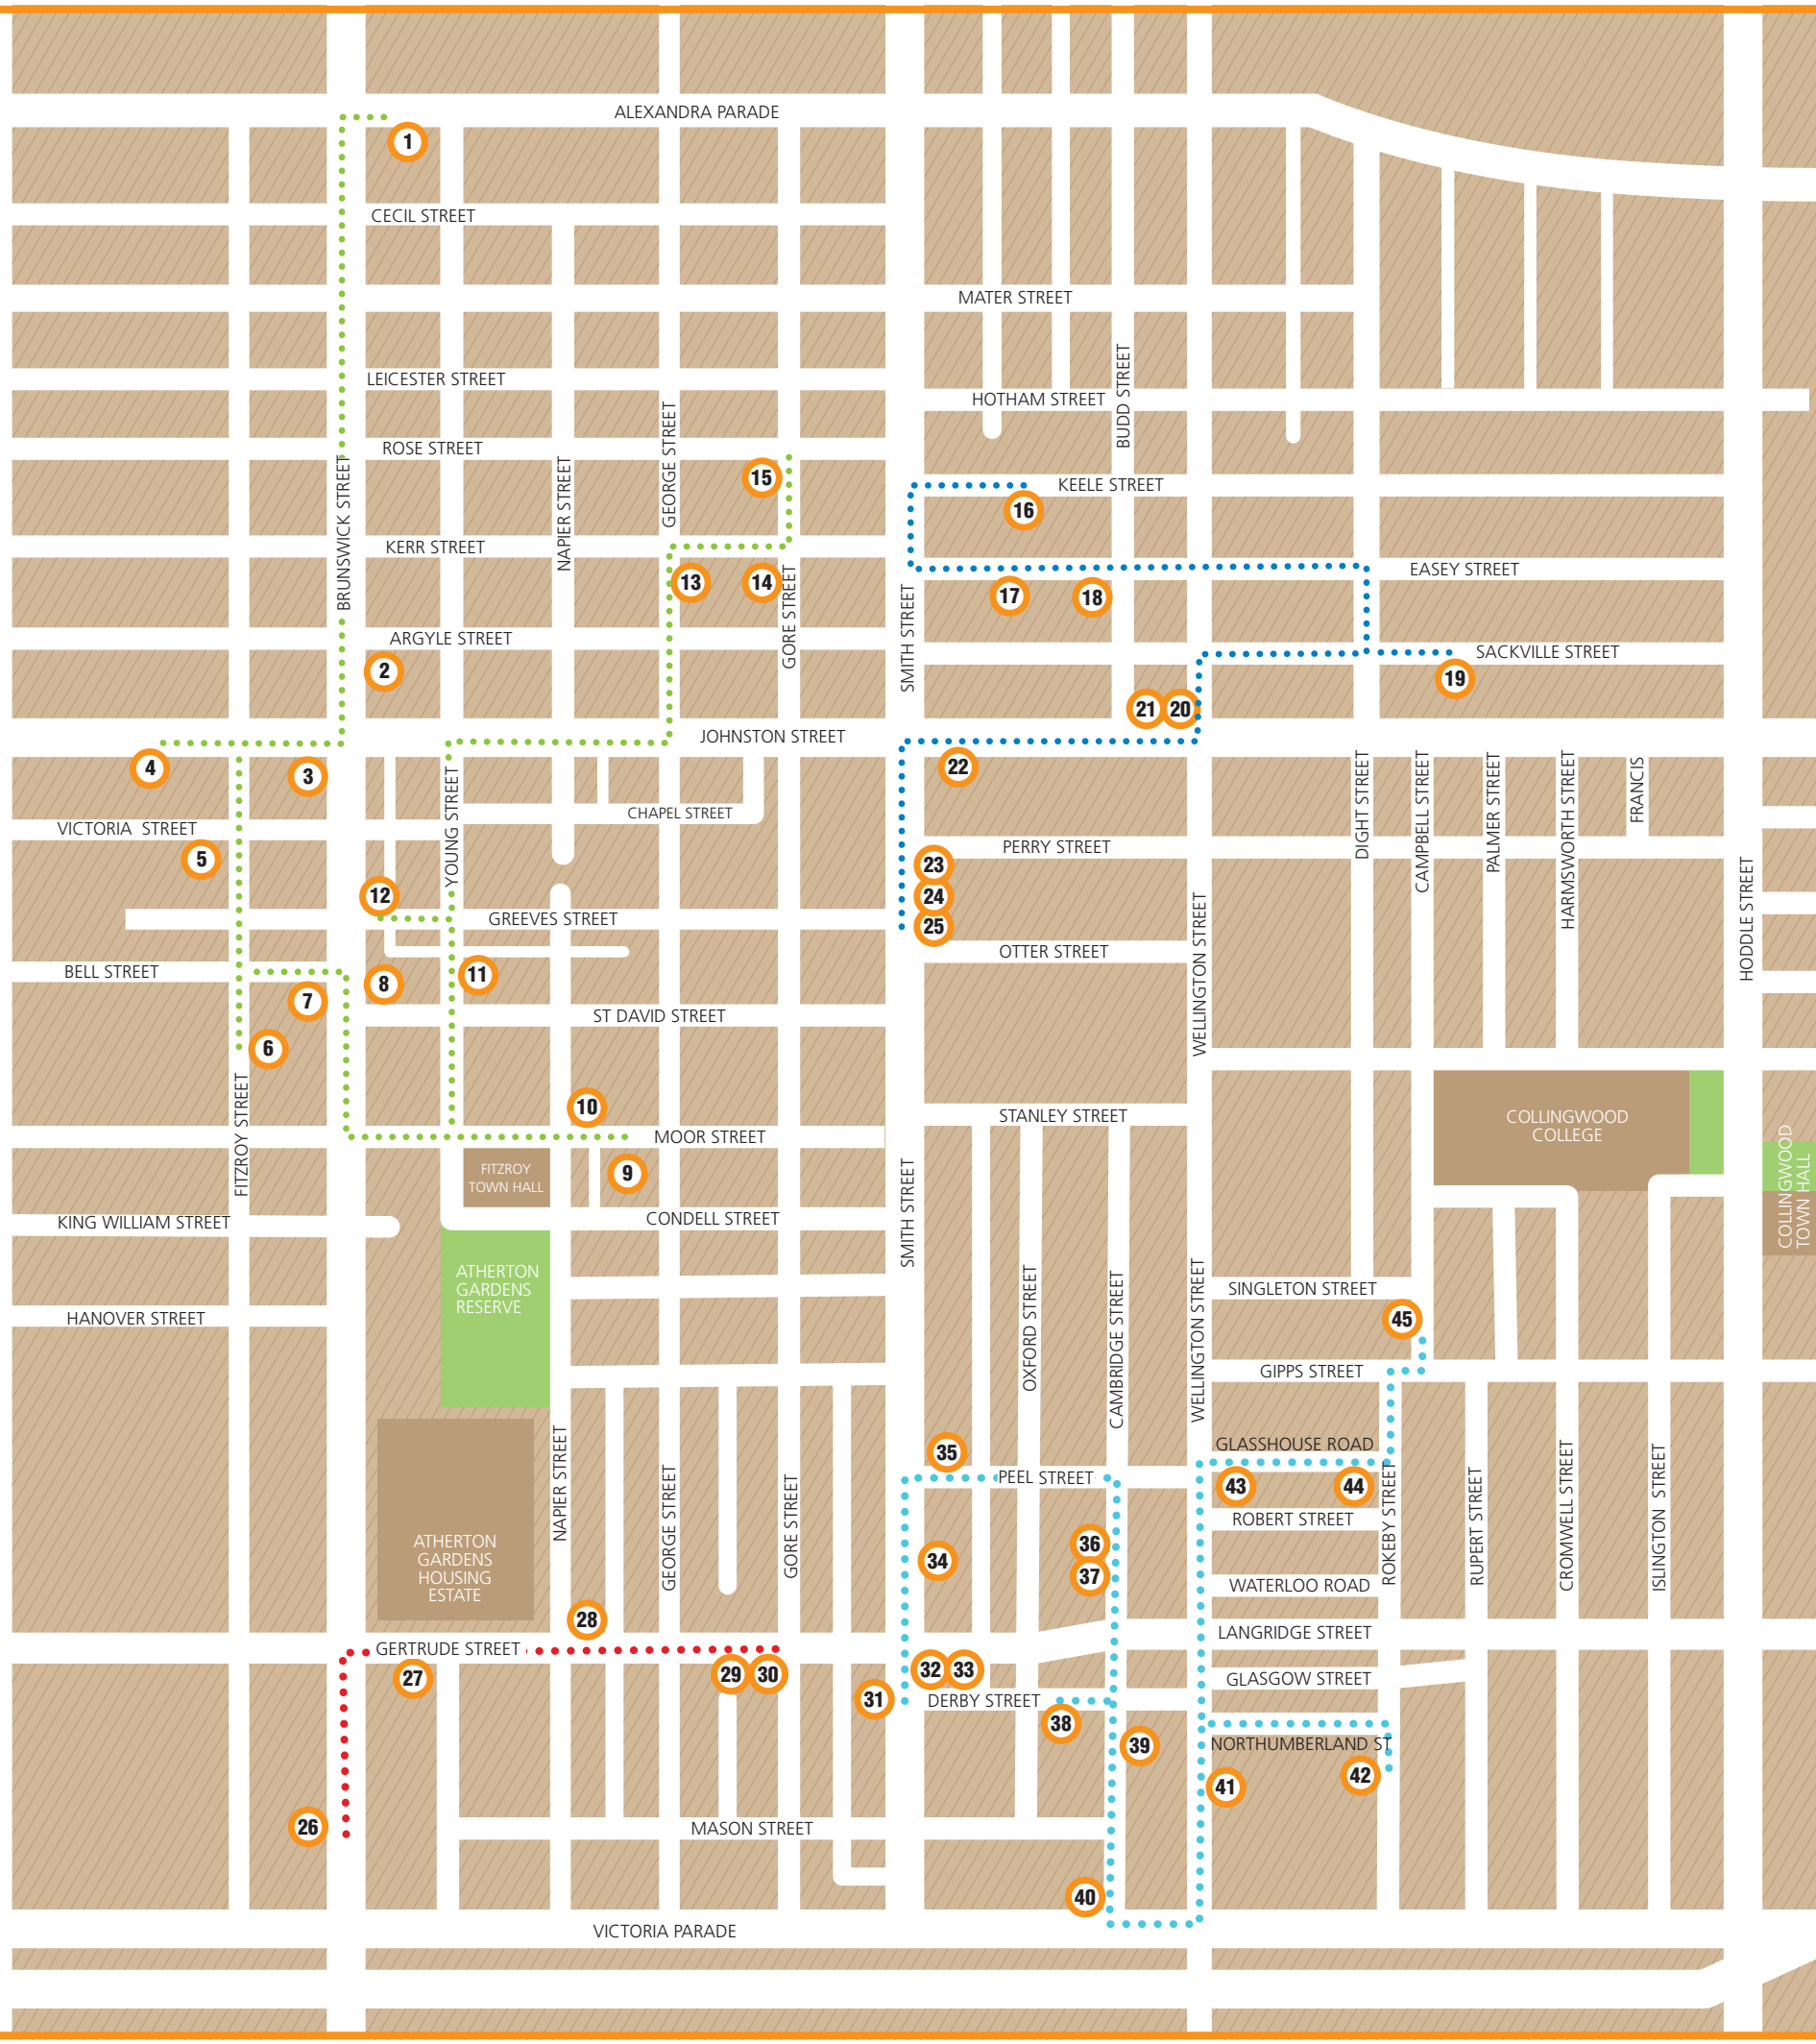 ALEXANDRA PARADE
1
CECIL STREET
MATER STREET
LEICESTER STREET
HOTHAM STREET
BUDD STREET
GEORGE STREET
ROSE STREET
BRUNSWICK STREET
NAPIER STREET
15
KEELE STREET
16
KERR STREET
EASEY STREET
13
14
17
18
GORE STREET
SMITH STREET
ARGYLE STREET
SACKVILLE STREET
2
19
21
20
JOHNSTON STREET
4
3
22
YOUNG STREET
CHAPEL STREET
DIGHT STREET
CAMPBELL STREET
PALMER STREET
HARMSWORTH STREET
FRANCIS
VICTORIA STREET
5
PERRY STREET
23
24
25
12
GREEVES STREET
WELLINGTON STREET
HODDLE STREET
OTTER STREET
BELL STREET
11
8
7
ST DAVID STREET
6
FITZROY STREET
10
STANLEY STREET
MOOR STREET
COLLINGWOOD
COLLEGE
COLLINGWOOD
TOWN HALL
FITZROY
TOWN HALL
9
SMITH STREET
KING WILLIAM STREET
CONDELL STREET
ATHERTON
GARDENS
RESERVE
OXFORD STREET
CAMBRIDGE STREET
WELLINGTON STREET
SINGLETON STREET
HANOVER STREET
45
GIPPS STREET
35
GLASSHOUSE ROAD
NAPIER STREET
GEORGE STREET
GORE STREET
PEEL STREET
43
44
ROKEBY STREET
RUPERT STREET
CROMWELL STREET
ISLINGTON STREET
ROBERT STREET
ATHERTON
GARDENS
HOUSING
ESTATE
34
36
37
WATERLOO ROAD
28
LANGRIDGE STREET
GERTRUDE STREET
27
29
30
32
33
GLASGOW STREET
31
DERBY STREET
38
39
NORTHUMBERLAND ST
41
42
26
MASON STREET
40
VICTORIA PARADE